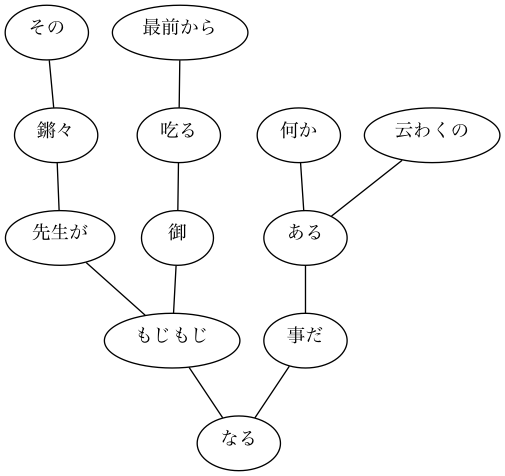 その
最前から
鏘々
吃る
何か
云わくの
先生が
御
ある
もじもじ
事だ
なる